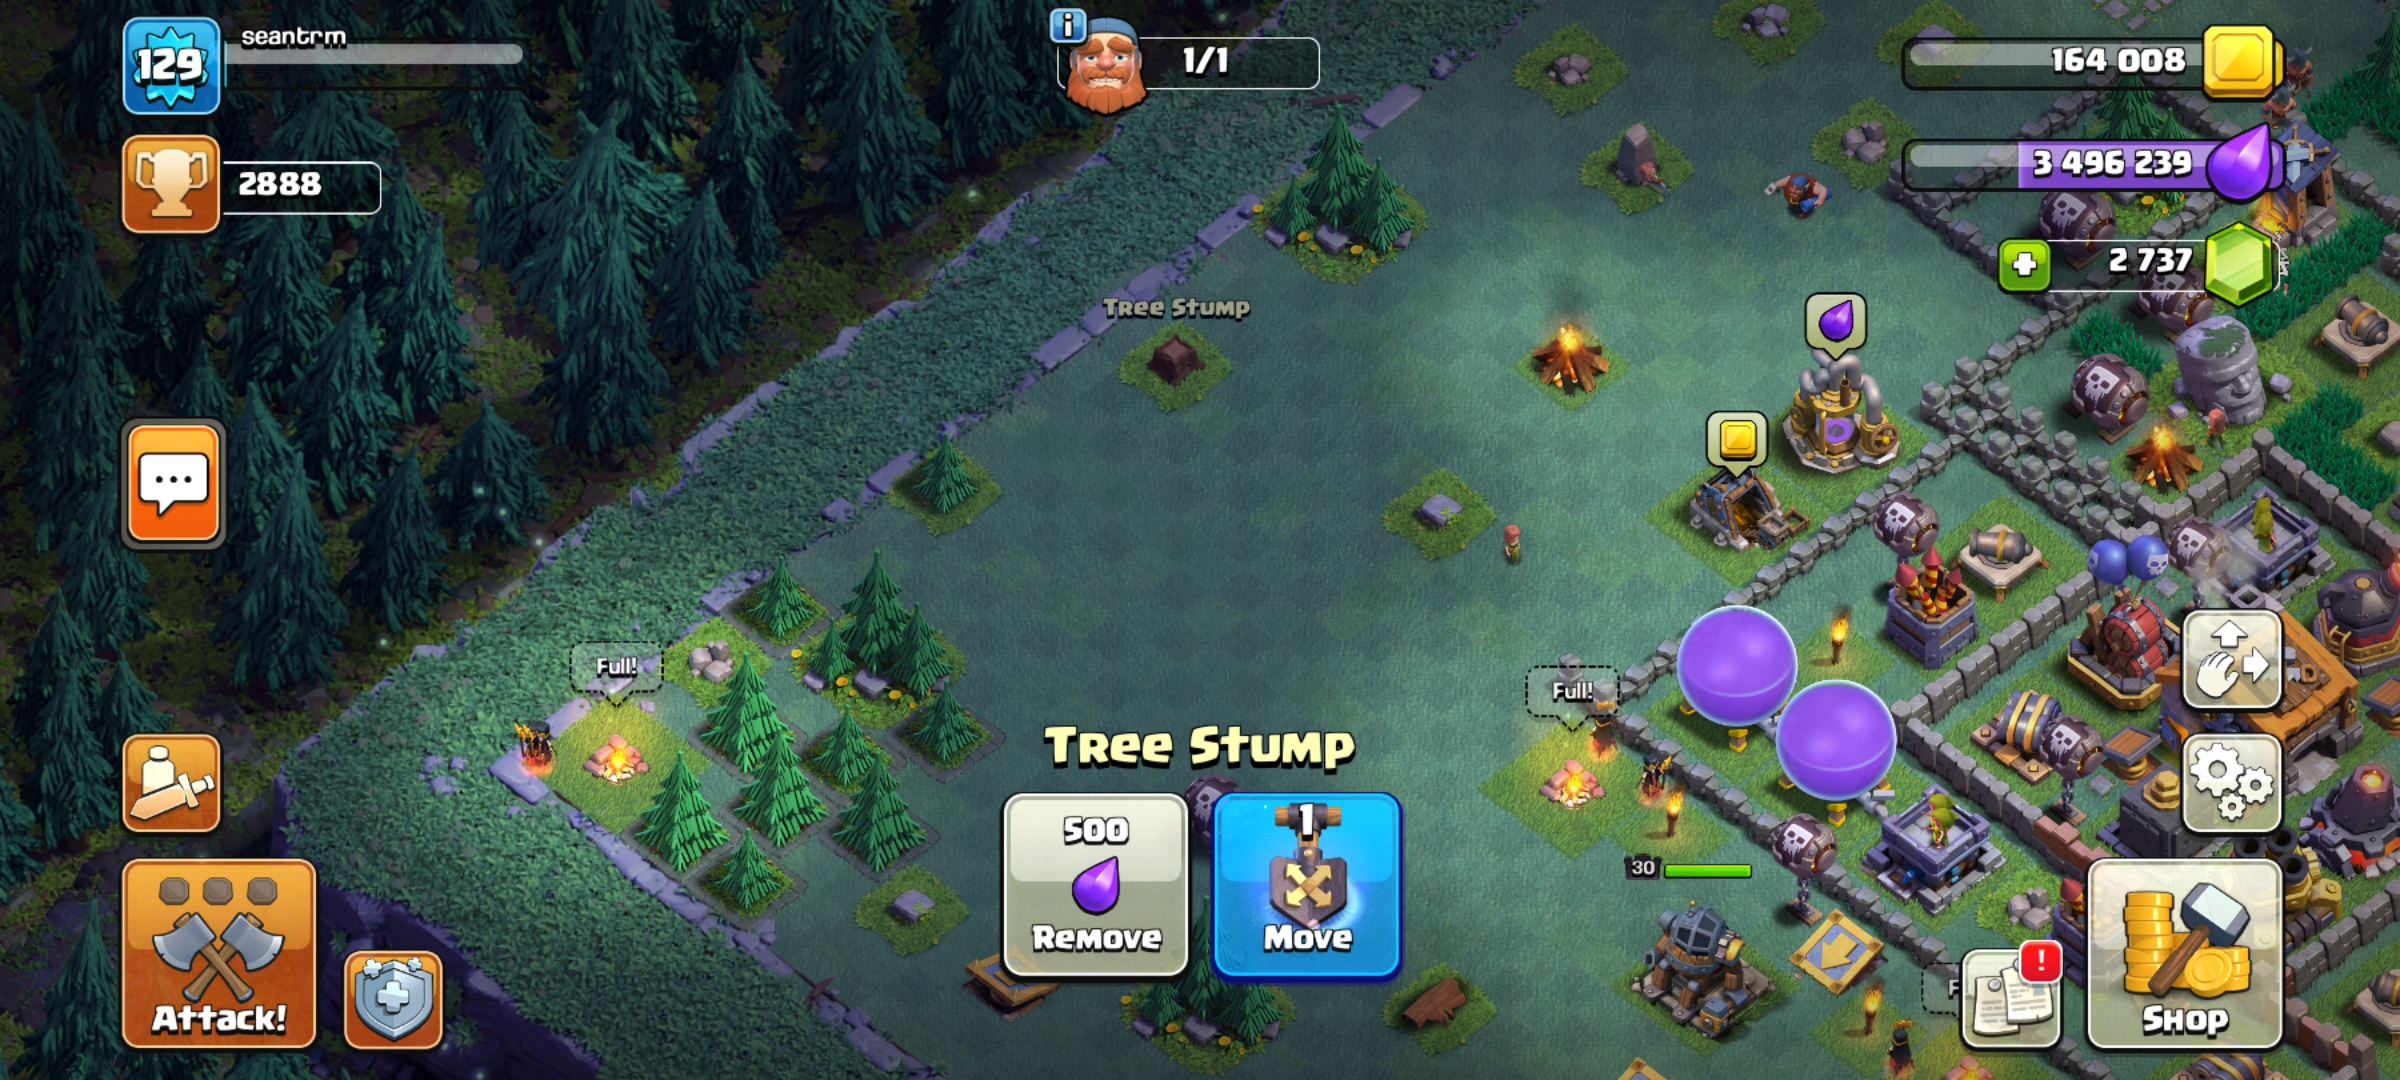 129
seantrm
1/1
164 008
2888
3 496 239
2 737
Tree Stump
Full!
Full!
Tree Stump
500
Remove
1
Move
30
Attack!
!
Shop